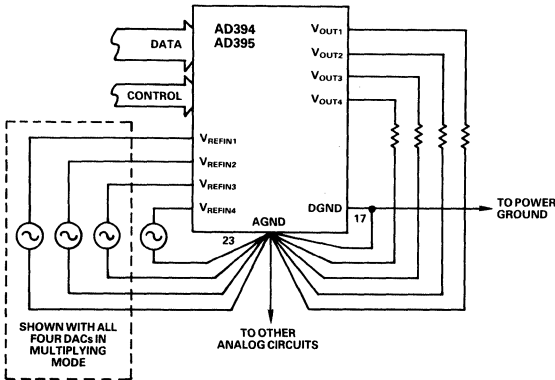 AD394
AD395
DATA
CONTROL
VOUT1
VOUT2
VOUT3
VOUT4
VREFIN1
VREFIN2
VREFIN3
VREFIN4
DGND
17
AGND
23
TO POWER
GROUND
TO OTHER
ANALOG CIRCUITS
SHOWN WITH ALL
FOUR DACs IN
MULTIPLYING
MODE